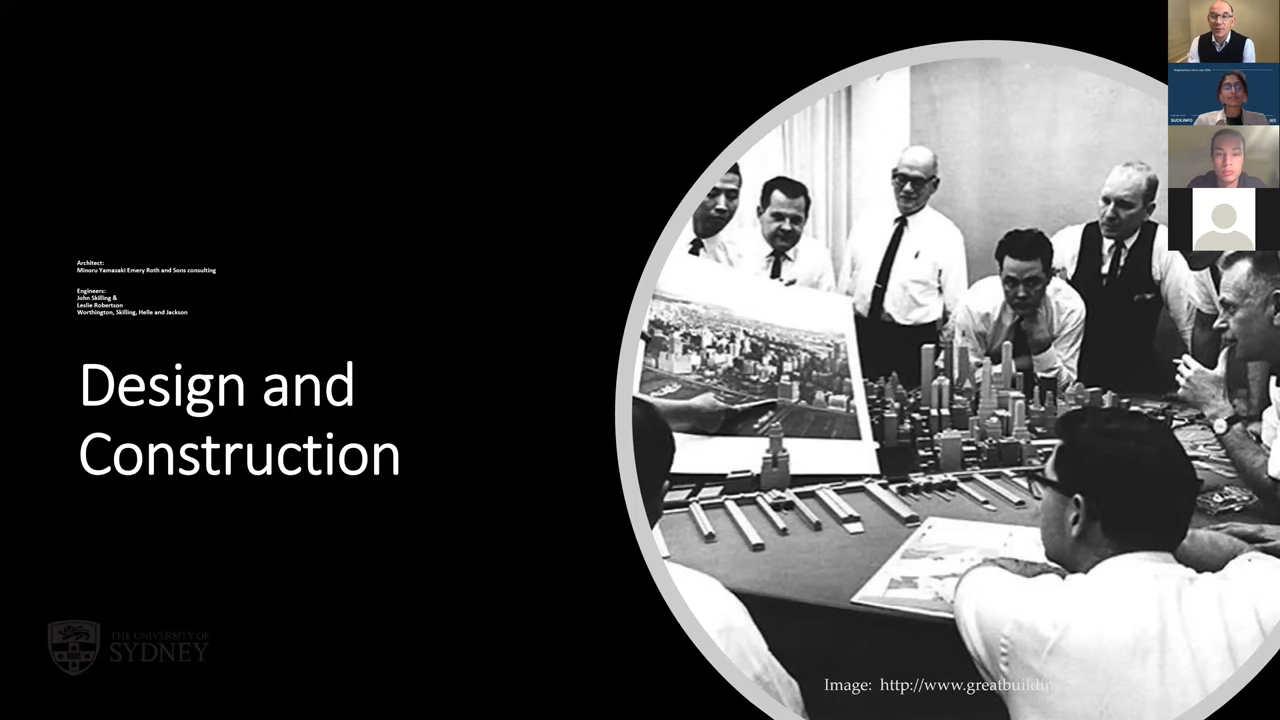 Architect:
Minoru Yamasaki Emery Roth and Sons consulting
Engineers:
John Skilling &
Leslie Robertson
Worthington, Skilling, Helle and Jackson
Design and
Construction
THE UNIVERSITY OF
SYDNEY
Image: http://www.greatbuildings